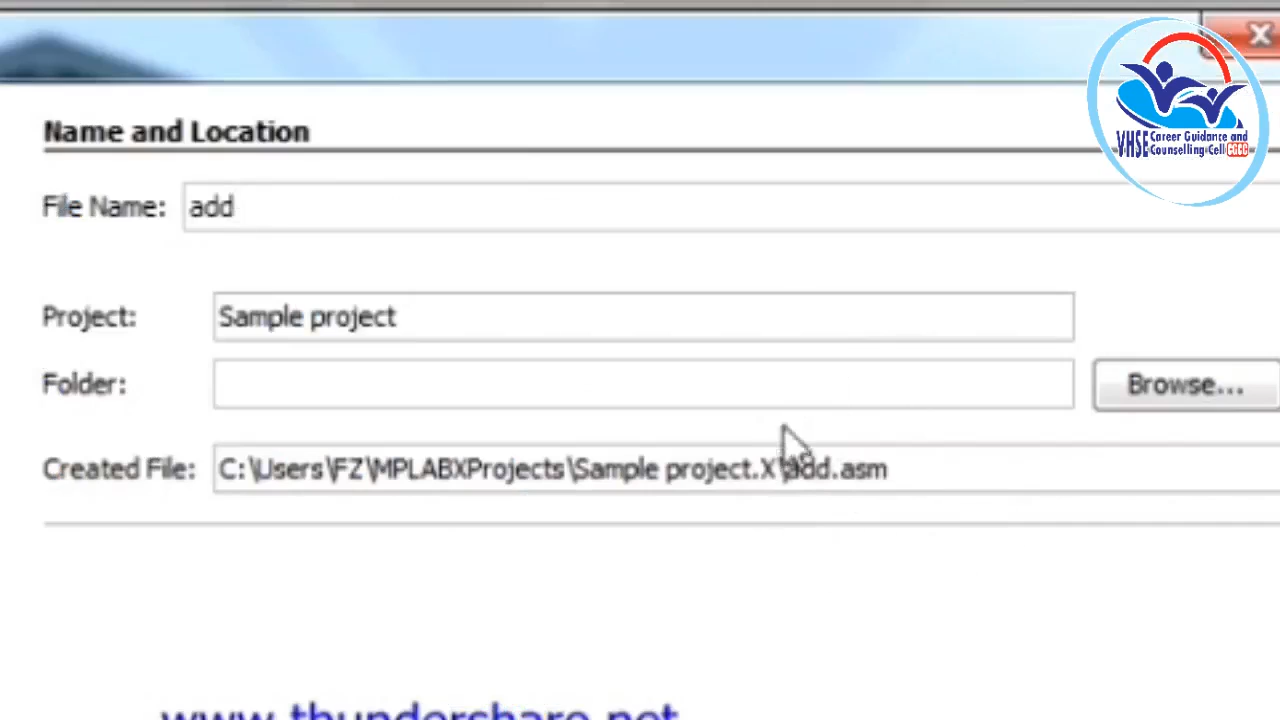 Name and Location
File Name: add
Project: Sample project
Folder:
Browse...
Created File: C:\Users\FZ\MPLABXProjects\Sample project.X\add.asm
VHSE Career Guidance and
Counselling Cell CGCC
www.thundershare.net